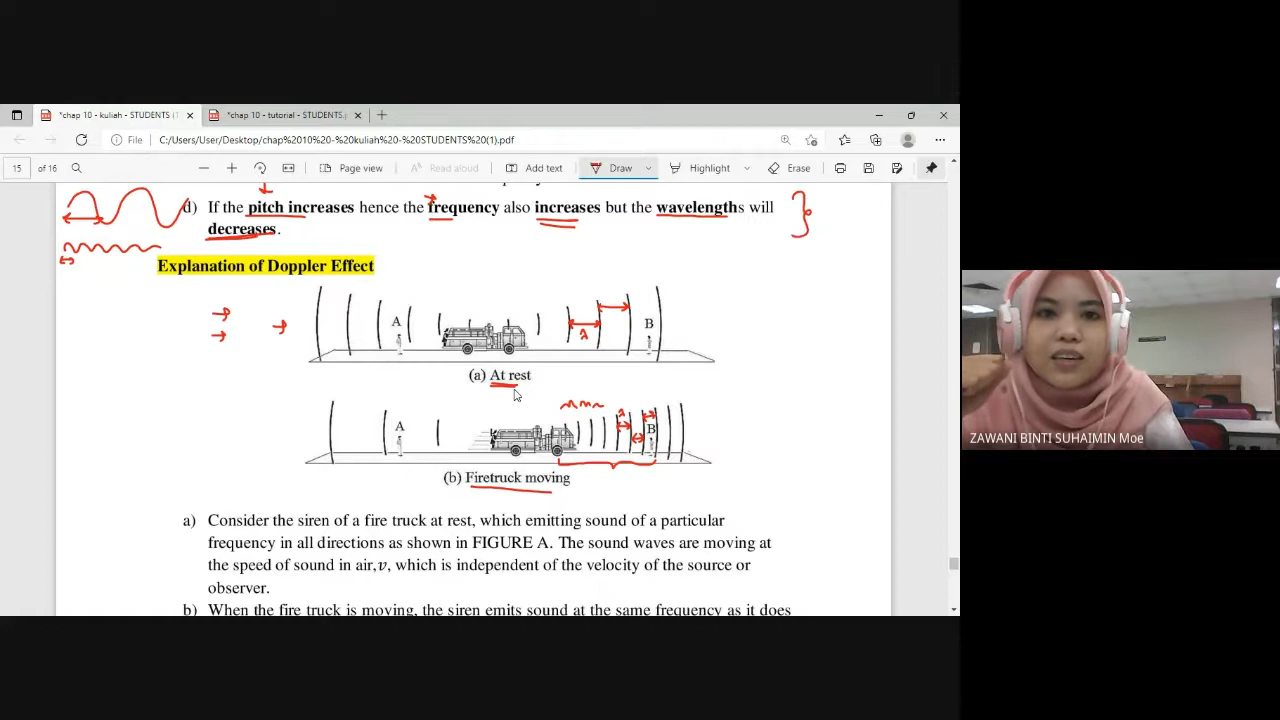 *chap 10 - kuliah - STUDENTS (1
*chap 10 - tutorial - STUDENTS.p
File
C:/Users/User/Desktop/chap%2010%20-%20kuliah%20-%20STUDENTS%20(1).pdf
15 of 16
Page view
Read aloud
Add text
Draw
Highlight
Erase
d) If the pitch increases hence the frequency also increases but the wavelengths will
decreases.
Explanation of Doppler Effect
A
B
λ
(a) At rest
A
B
λ
(b) Firetruck moving
a) Consider the siren of a fire truck at rest, which emitting sound of a particular
frequency in all directions as shown in FIGURE A. The sound waves are moving at
the speed of sound in air, v, which is independent of the velocity of the source or
observer.
b) When the fire truck is moving, the siren emits sound at the same frequency as it does
ZAWANI BINTI SUHAIMIN Moe